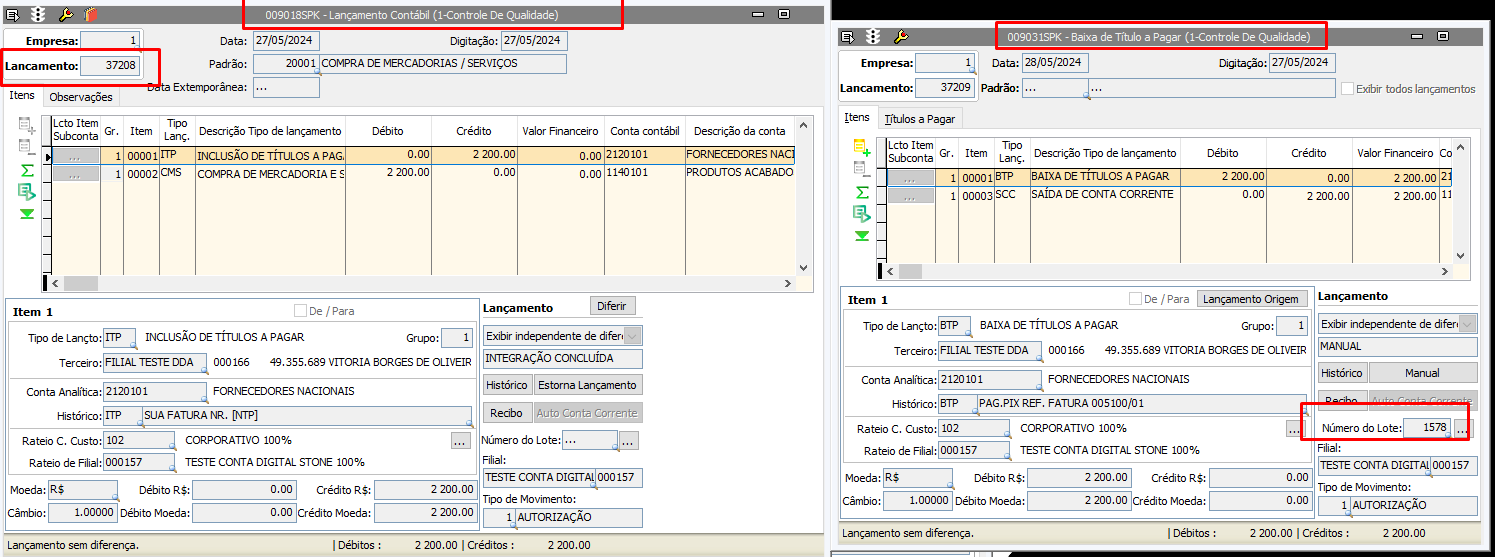 009018SPK - Lançamento Contábil (1-Controle De Qualidade)
Empresa: 1 Data: 27/05/2024 Digitação: 27/05/2024
Lancamento: 37208 Padrão: 20001 COMPRA DE MERCADORIAS / SERVIÇOS
Data Extemporânea: ...
Itens Observações
Lcto Item Subconta Gr. Item Tipo Lanç. Descrição Tipo de lançamento Débito Crédito Valor Financeiro Conta contábil Descrição da conta
... 1 00001 ITP INCLUSÃO DE TÍTULOS A PAG 0.00 2 200.00 0.00 2120101 FORNECEDORES NACI
... 1 00002 CMS COMPRA DE MERCADORIA E S 2 200.00 0.00 0.00 1140101 PRODUTOS ACABADO
Item 1 De / Para
Tipo de Lançto: ITP INCLUSÃO DE TÍTULOS A PAGAR Grupo: 1
Terceiro: FILIAL TESTE DDA 000166 49.355.689 VITORIA BORGES DE OLIVEIR
Conta Analítica: 2120101 FORNECEDORES NACIONAIS
Histórico: ITP SUA FATURA NR. [NTP]
Rateio C. Custo: 102 CORPORATIVO 100% ...
Rateio de Filial: 000157 TESTE CONTA DIGITAL STONE 100%
Moeda: R$ Débito R$: 0.00 Crédito R$: 2 200.00
Câmbio: 1.00000 Débito Moeda: 0.00 Crédito Moeda: 2 200.00
Lançamento Diferir
Exibir independente de difere
INTEGRAÇÃO CONCLUÍDA
Histórico Estorna Lançamento
Recibo Auto Conta Corrente
Número do Lote: ... ...
Filial:
TESTE CONTA DIGITAL 000157
Tipo de Movimento:
1 AUTORIZAÇÃO
Lançamento sem diferença. | Débitos : 2 200.00 | Créditos : 2 200.00
009031SPK - Baixa de Título a Pagar (1-Controle De Qualidade)
Empresa: 1 Data: 28/05/2024 Digitação: 27/05/2024
Lancamento: 37209 Padrão: ... ... Exibir todos lançamentos
Itens Títulos a Pagar
Lcto Item Subconta Gr. Item Tipo Lanç. Descrição Tipo de lançamento Débito Crédito Valor Financeiro Co
... 1 00001 BTP BAIXA DE TÍTULOS A PAGAR 2 200.00 0.00 2 200.00 21
... 1 00003 SCC SAÍDA DE CONTA CORRENTE 0.00 2 200.00 2 200.00 11
Item 1 De / Para Lançamento Origem
Tipo de Lançto: BTP BAIXA DE TÍTULOS A PAGAR Grupo: 1
Terceiro: FILIAL TESTE DDA 000166 49.355.689 VITORIA BORGES DE OLIVEIR
Conta Analítica: 2120101 FORNECEDORES NACIONAIS
Histórico: BTP PAG.PIX REF. FATURA 005100/01
Rateio C. Custo: 102 CORPORATIVO 100% ...
Rateio de Filial: 000157 TESTE CONTA DIGITAL STONE 100%
Moeda: R$ Débito R$: 2 200.00 Crédito R$: 0.00
Câmbio: 1.00000 Débito Moeda: 2 200.00 Crédito Moeda: 0.00
Lançamento
Exibir independente de difere
MANUAL
Histórico Manual
Recibo Auto Conta Corrente
Número do Lote: 1578 ...
Filial:
TESTE CONTA DIGITAL 000157
Tipo de Movimento:
1 AUTORIZAÇÃO
Lançamento sem diferença. | Débitos : 2 200.00 | Créditos : 2 200.00